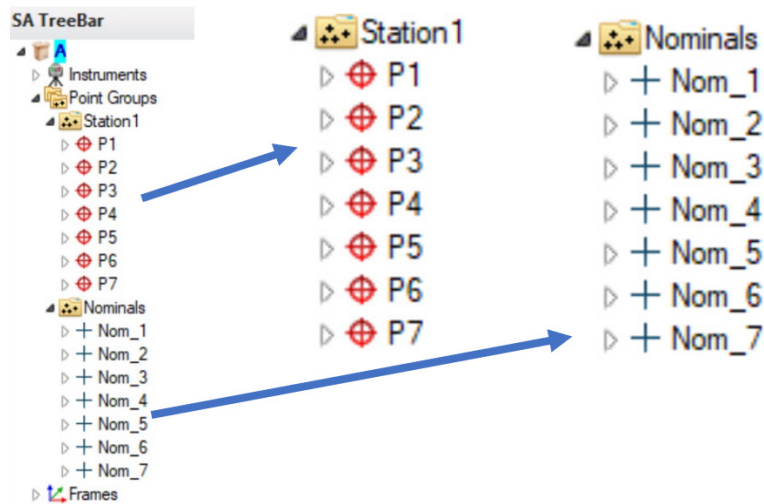 SA TreeBar
A
Instruments
Point Groups
Station1
P1
P2
P3
P4
P5
P6
P7
Nominals
Nom_1
Nom_2
Nom_3
Nom_4
Nom_5
Nom_6
Nom_7
Frames
Station1
P1
P2
P3
P4
P5
P6
P7
Nominals
Nom_1
Nom_2
Nom_3
Nom_4
Nom_5
Nom_6
Nom_7